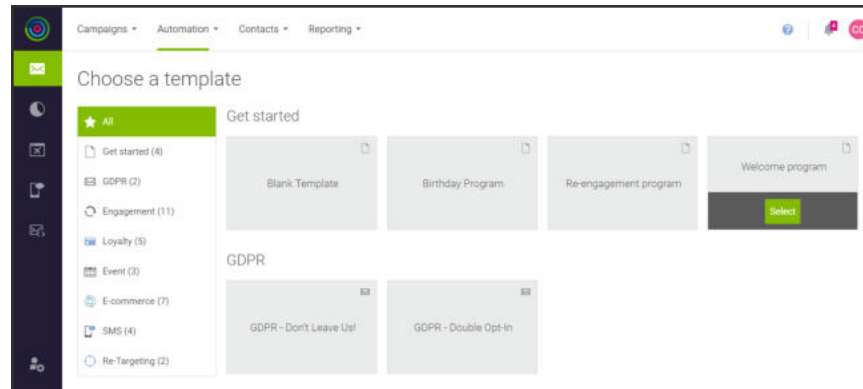 Campaigns Automation Contacts Reporting
4
CD
Choose a template
All
Get started (4)
GDPR (2)
Engagement (11)
Loyalty (5)
Event (3)
E-commerce (7)
SMS (4)
Re-Targeting (2)
Get started
Blank Template
Birthday Program
Re-engagement program
Welcome program
Select
GDPR
GDPR - Don't Leave Us!
GDPR - Double Opt-In